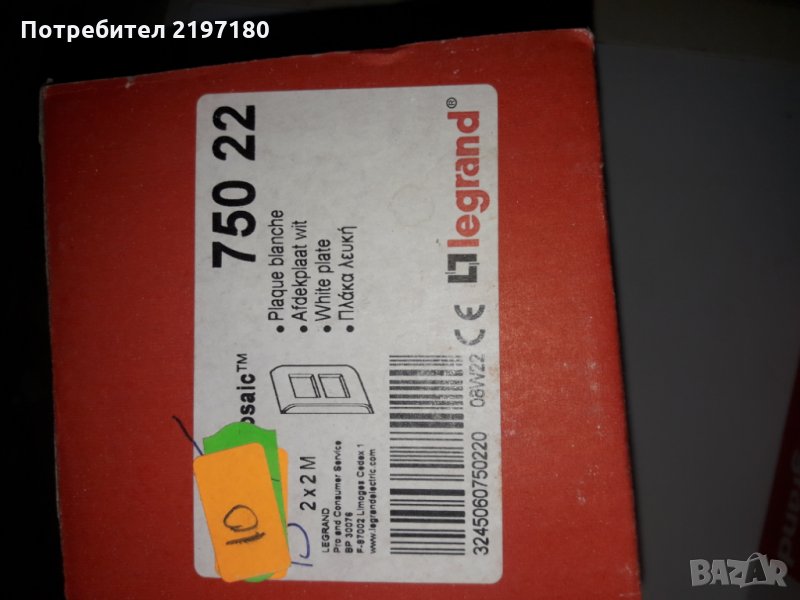 Потребител 2197180
750 22
• Plaque blanche
• Afdekplaat wit
• White plate
• Πλάκα λευκή
legrand®
osaic™
2 x 2 M
LEGRAND
Pro and Consumer Service
BP 30076
F-87002 Limoges Cedex 1
www.legrandelectric.com
3245060750220
08W22
CE
10
BAZAR